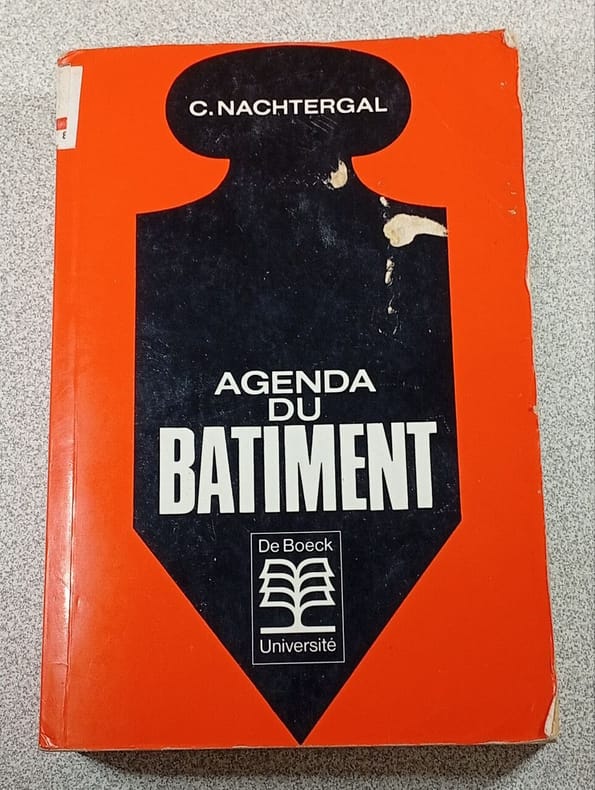 C. NACHTERGAL
AGENDA
DU
BATIMENT
De Boeck
Université